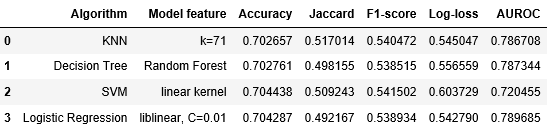 Algorithm Model feature Accuracy Jaccard F1-score Log-loss AUROC
0 KNN k=71 0.702657 0.517014 0.540472 0.545047 0.786708
1 Decision Tree Random Forest 0.702761 0.498155 0.538515 0.556559 0.787344
2 SVM linear kernel 0.704438 0.509243 0.541502 0.603729 0.720455
3 Logistic Regression liblinear, C=0.01 0.704287 0.492167 0.538934 0.542790 0.789685